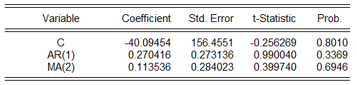 Variable Coefficient Std. Error t-Statistic Prob.
C -40.09454 156.4551 -0.256269 0.8010
AR(1) 0.270416 0.273136 0.990040 0.3369
MA(2) 0.113536 0.284023 0.399740 0.6946